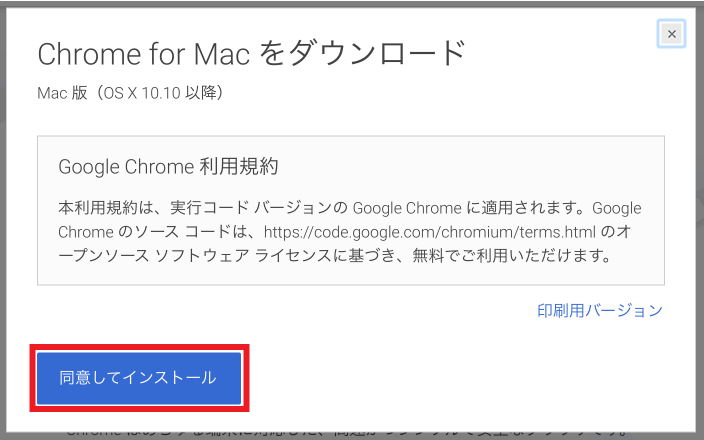 Chrome for Mac をダウンロード
Mac 版（OS X 10.10 以降）
Google Chrome 利用規約
本利用規約は、実行コード バージョンの Google Chrome に適用されます。Google
Chrome のソース コードは、https://code.google.com/chromium/terms.html のオ
ープンソース ソフトウェア ライセンスに基づき、無料でご利用いただけます。
印刷用バージョン
同意してインストール